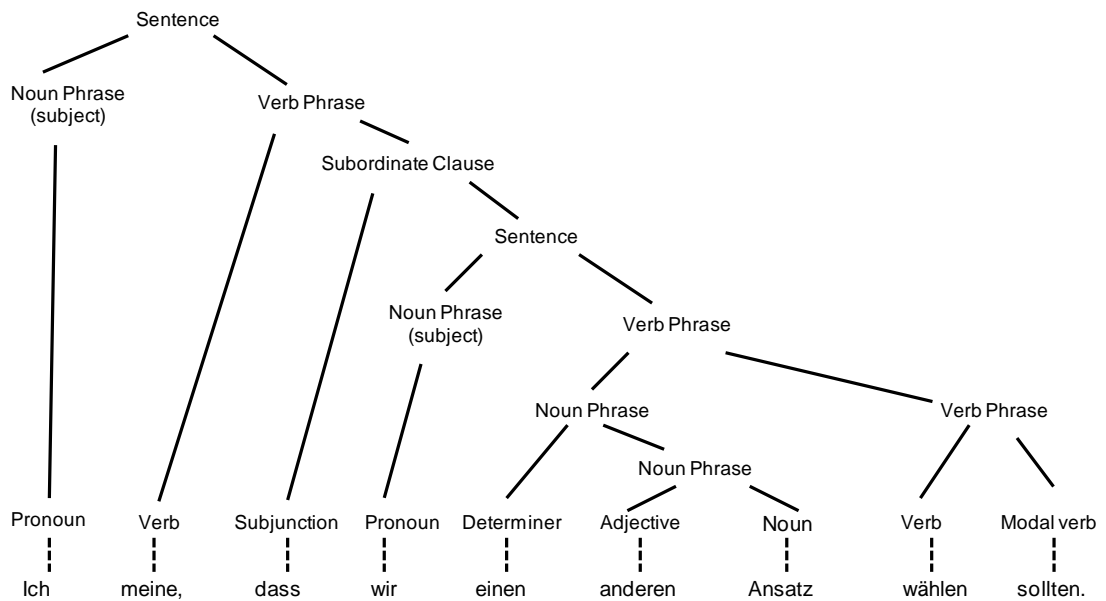 Sentence
Noun Phrase
(subject)
Verb Phrase
Subordinate Clause
Sentence
Noun Phrase
(subject)
Verb Phrase
Noun Phrase
Verb Phrase
Noun Phrase
Pronoun Verb Subjunction Pronoun Determiner Adjective Noun Verb Modal verb
Ich meine, dass wir einen anderen Ansatz wählen sollten.